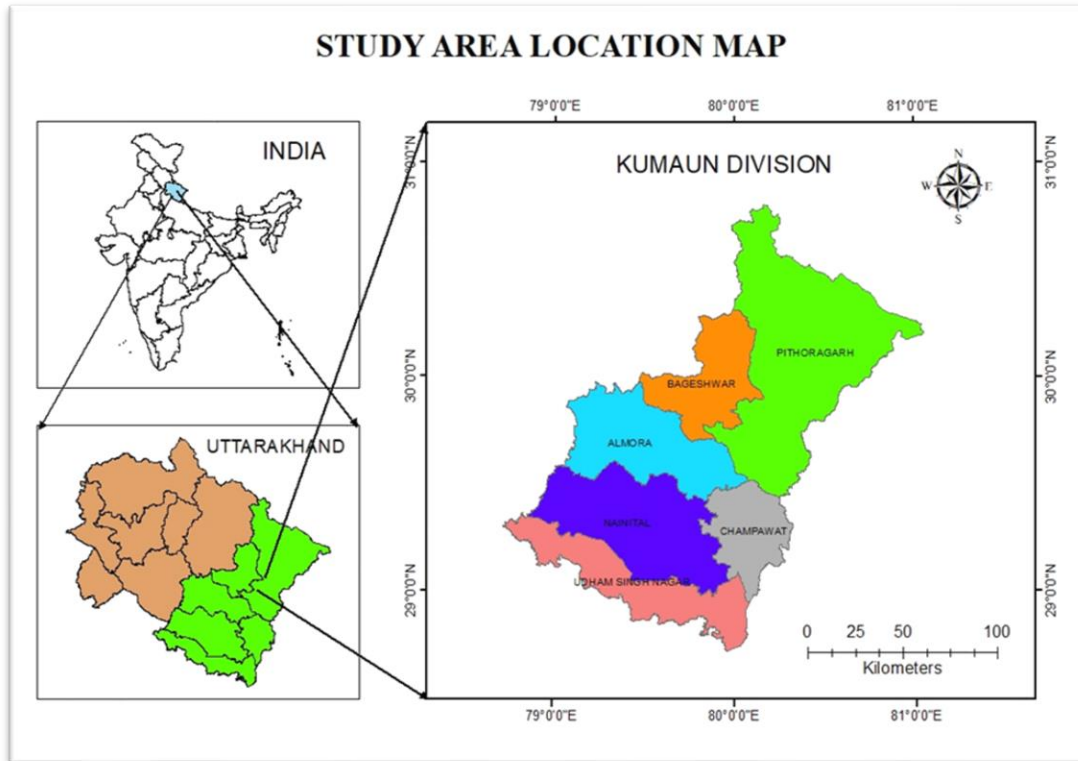 STUDY AREA LOCATION MAP
INDIA
UTTARAKHAND
79°0'0"E 80°0'0"E 81°0'0"E
KUMAUN DIVISION
N
W E
S
31°0'0"N 31°0'0"N
PITHORAGARH
BAGESHWAR
30°0'0"N 30°0'0"N
ALMORA
NAINITAL
CHAMPAWAT
UDHAM SINGH NAGAR
29°0'0"N 29°0'0"N
0 25 50 100
Kilometers
79°0'0"E 80°0'0"E 81°0'0"E